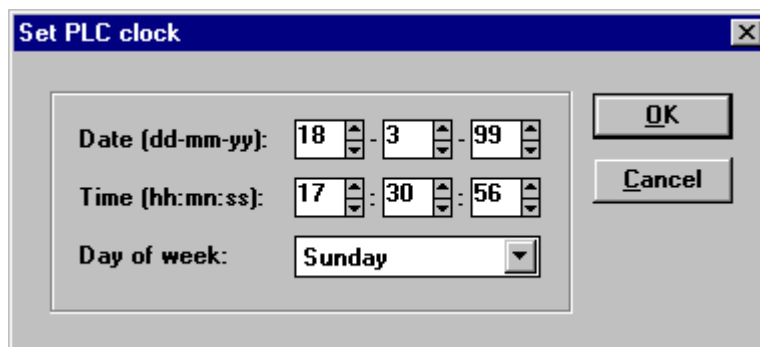 Set PLC clock
Date (dd-mm-yy): 18 - 3 - 99
OK
Time (hh:mn:ss): 17 : 30 : 56
Cancel
Day of week: Sunday